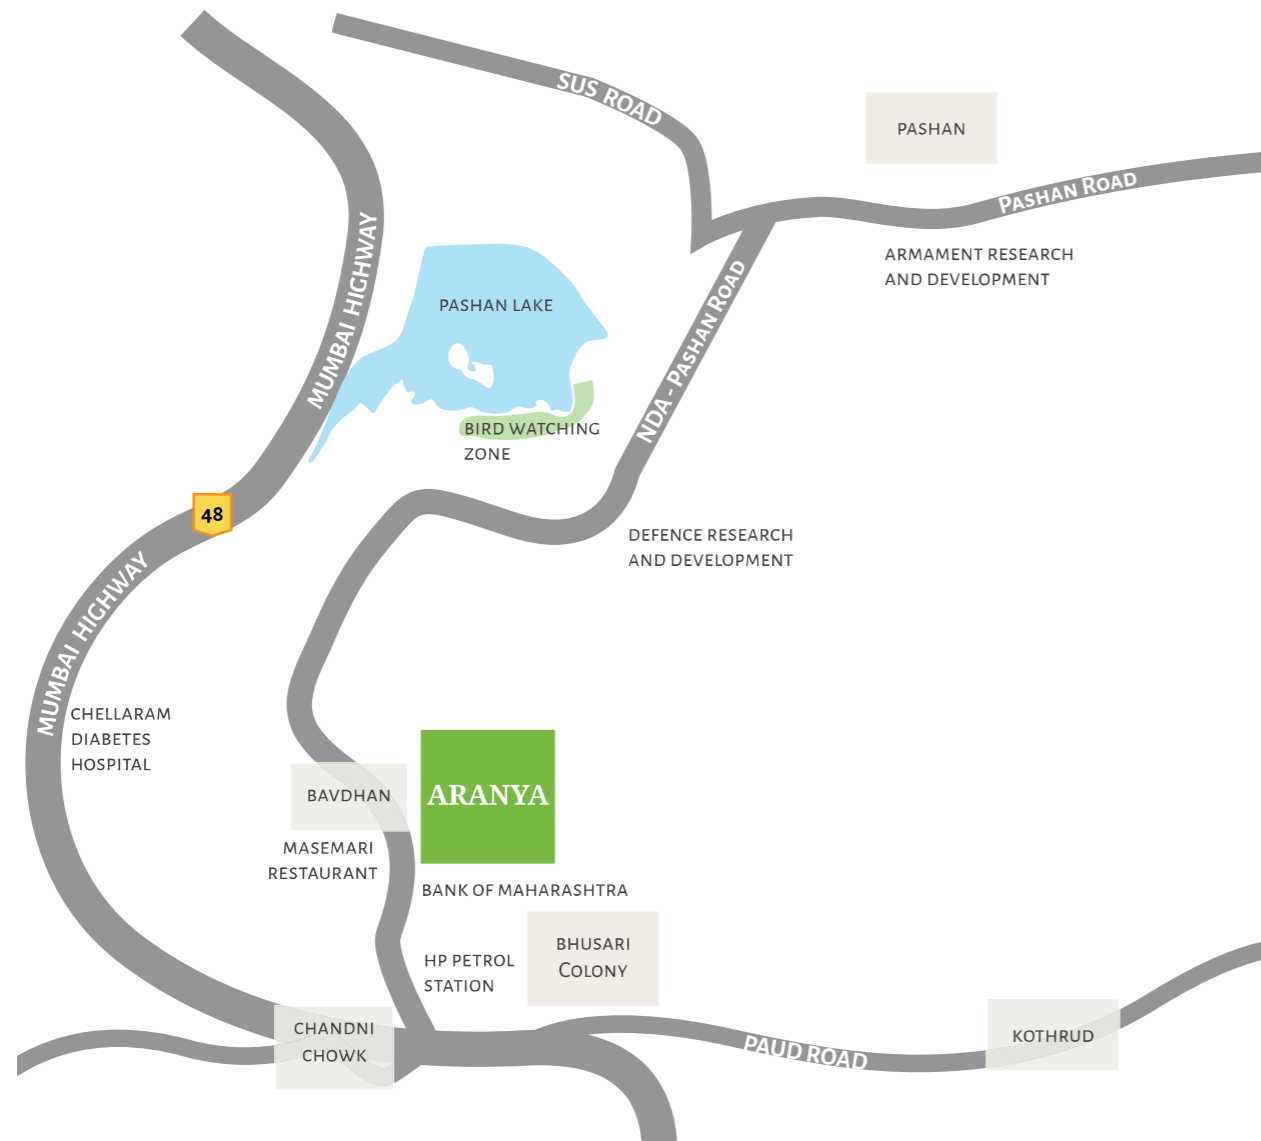 SUS ROAD
PASHAN
PASHAN ROAD
ARMAMENT RESEARCH
AND DEVELOPMENT
MUMBAI HIGHWAY
PASHAN LAKE
NDA - PASHAN ROAD
BIRD WATCHING
ZONE
48
DEFENCE RESEARCH
AND DEVELOPMENT
MUMBAI HIGHWAY
CHELLARAM
DIABETES
HOSPITAL
BAVDHAN
ARANYA
MASEMARI
RESTAURANT
BANK OF MAHARASHTRA
BHUSARI
COLONY
HP PETROL
STATION
CHANDNI
CHOWK
PAUD ROAD
KOTHRUD